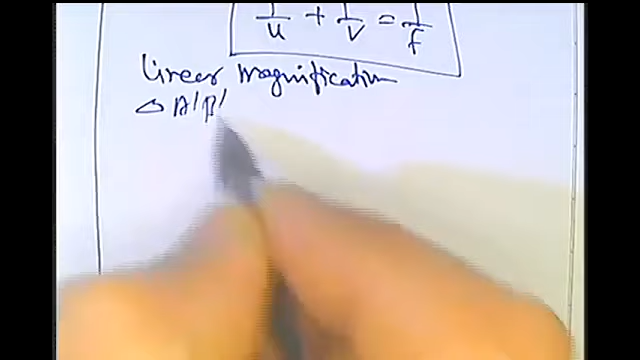 1/u + 1/v = 1/f
Linear magnification
△ A'B'